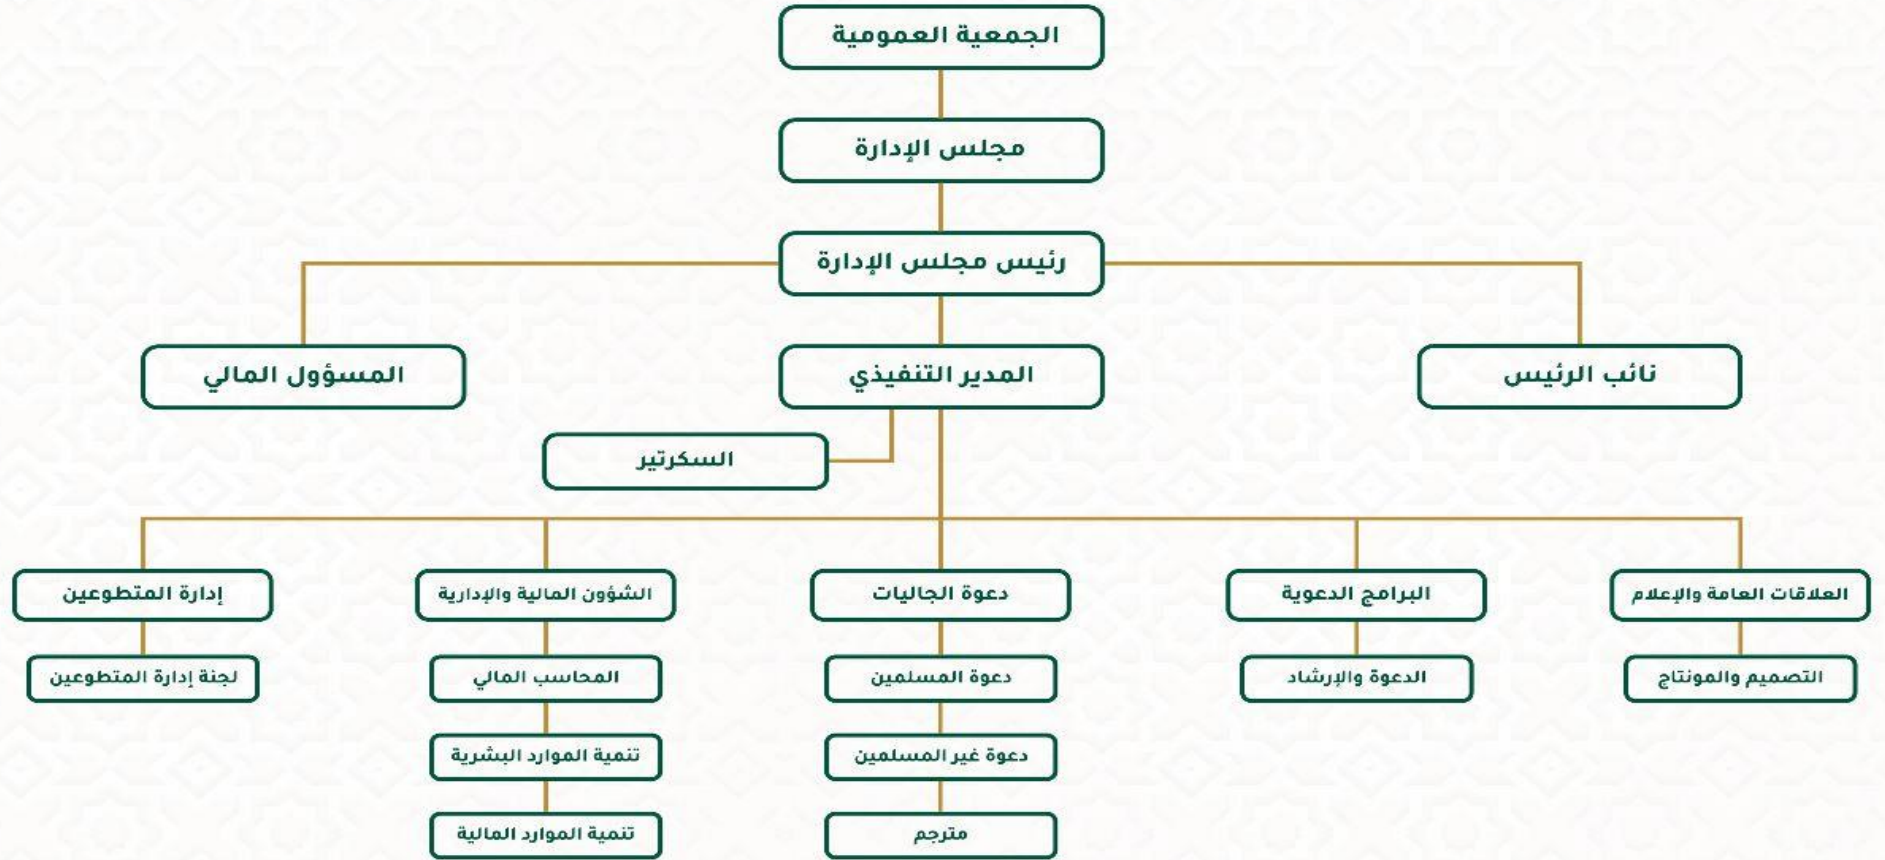 الجمعية العمومية
مجلس الإدارة
رئيس مجلس الإدارة
نائب الرئيس
المدير التنفيذي
المسؤول المالي
السكرتير
العلاقات العامة والإعلام
البرامج الدعوية
دعوة الجاليات
الشؤون المالية والإدارية
إدارة المتطوعين
التصميم والمونتاج
الدعوة والإرشاد
دعوة المسلمين
المحاسب المالي
لجنة إدارة المتطوعين
دعوة غير المسلمين
تنمية الموارد البشرية
مترجم
تنمية الموارد المالية